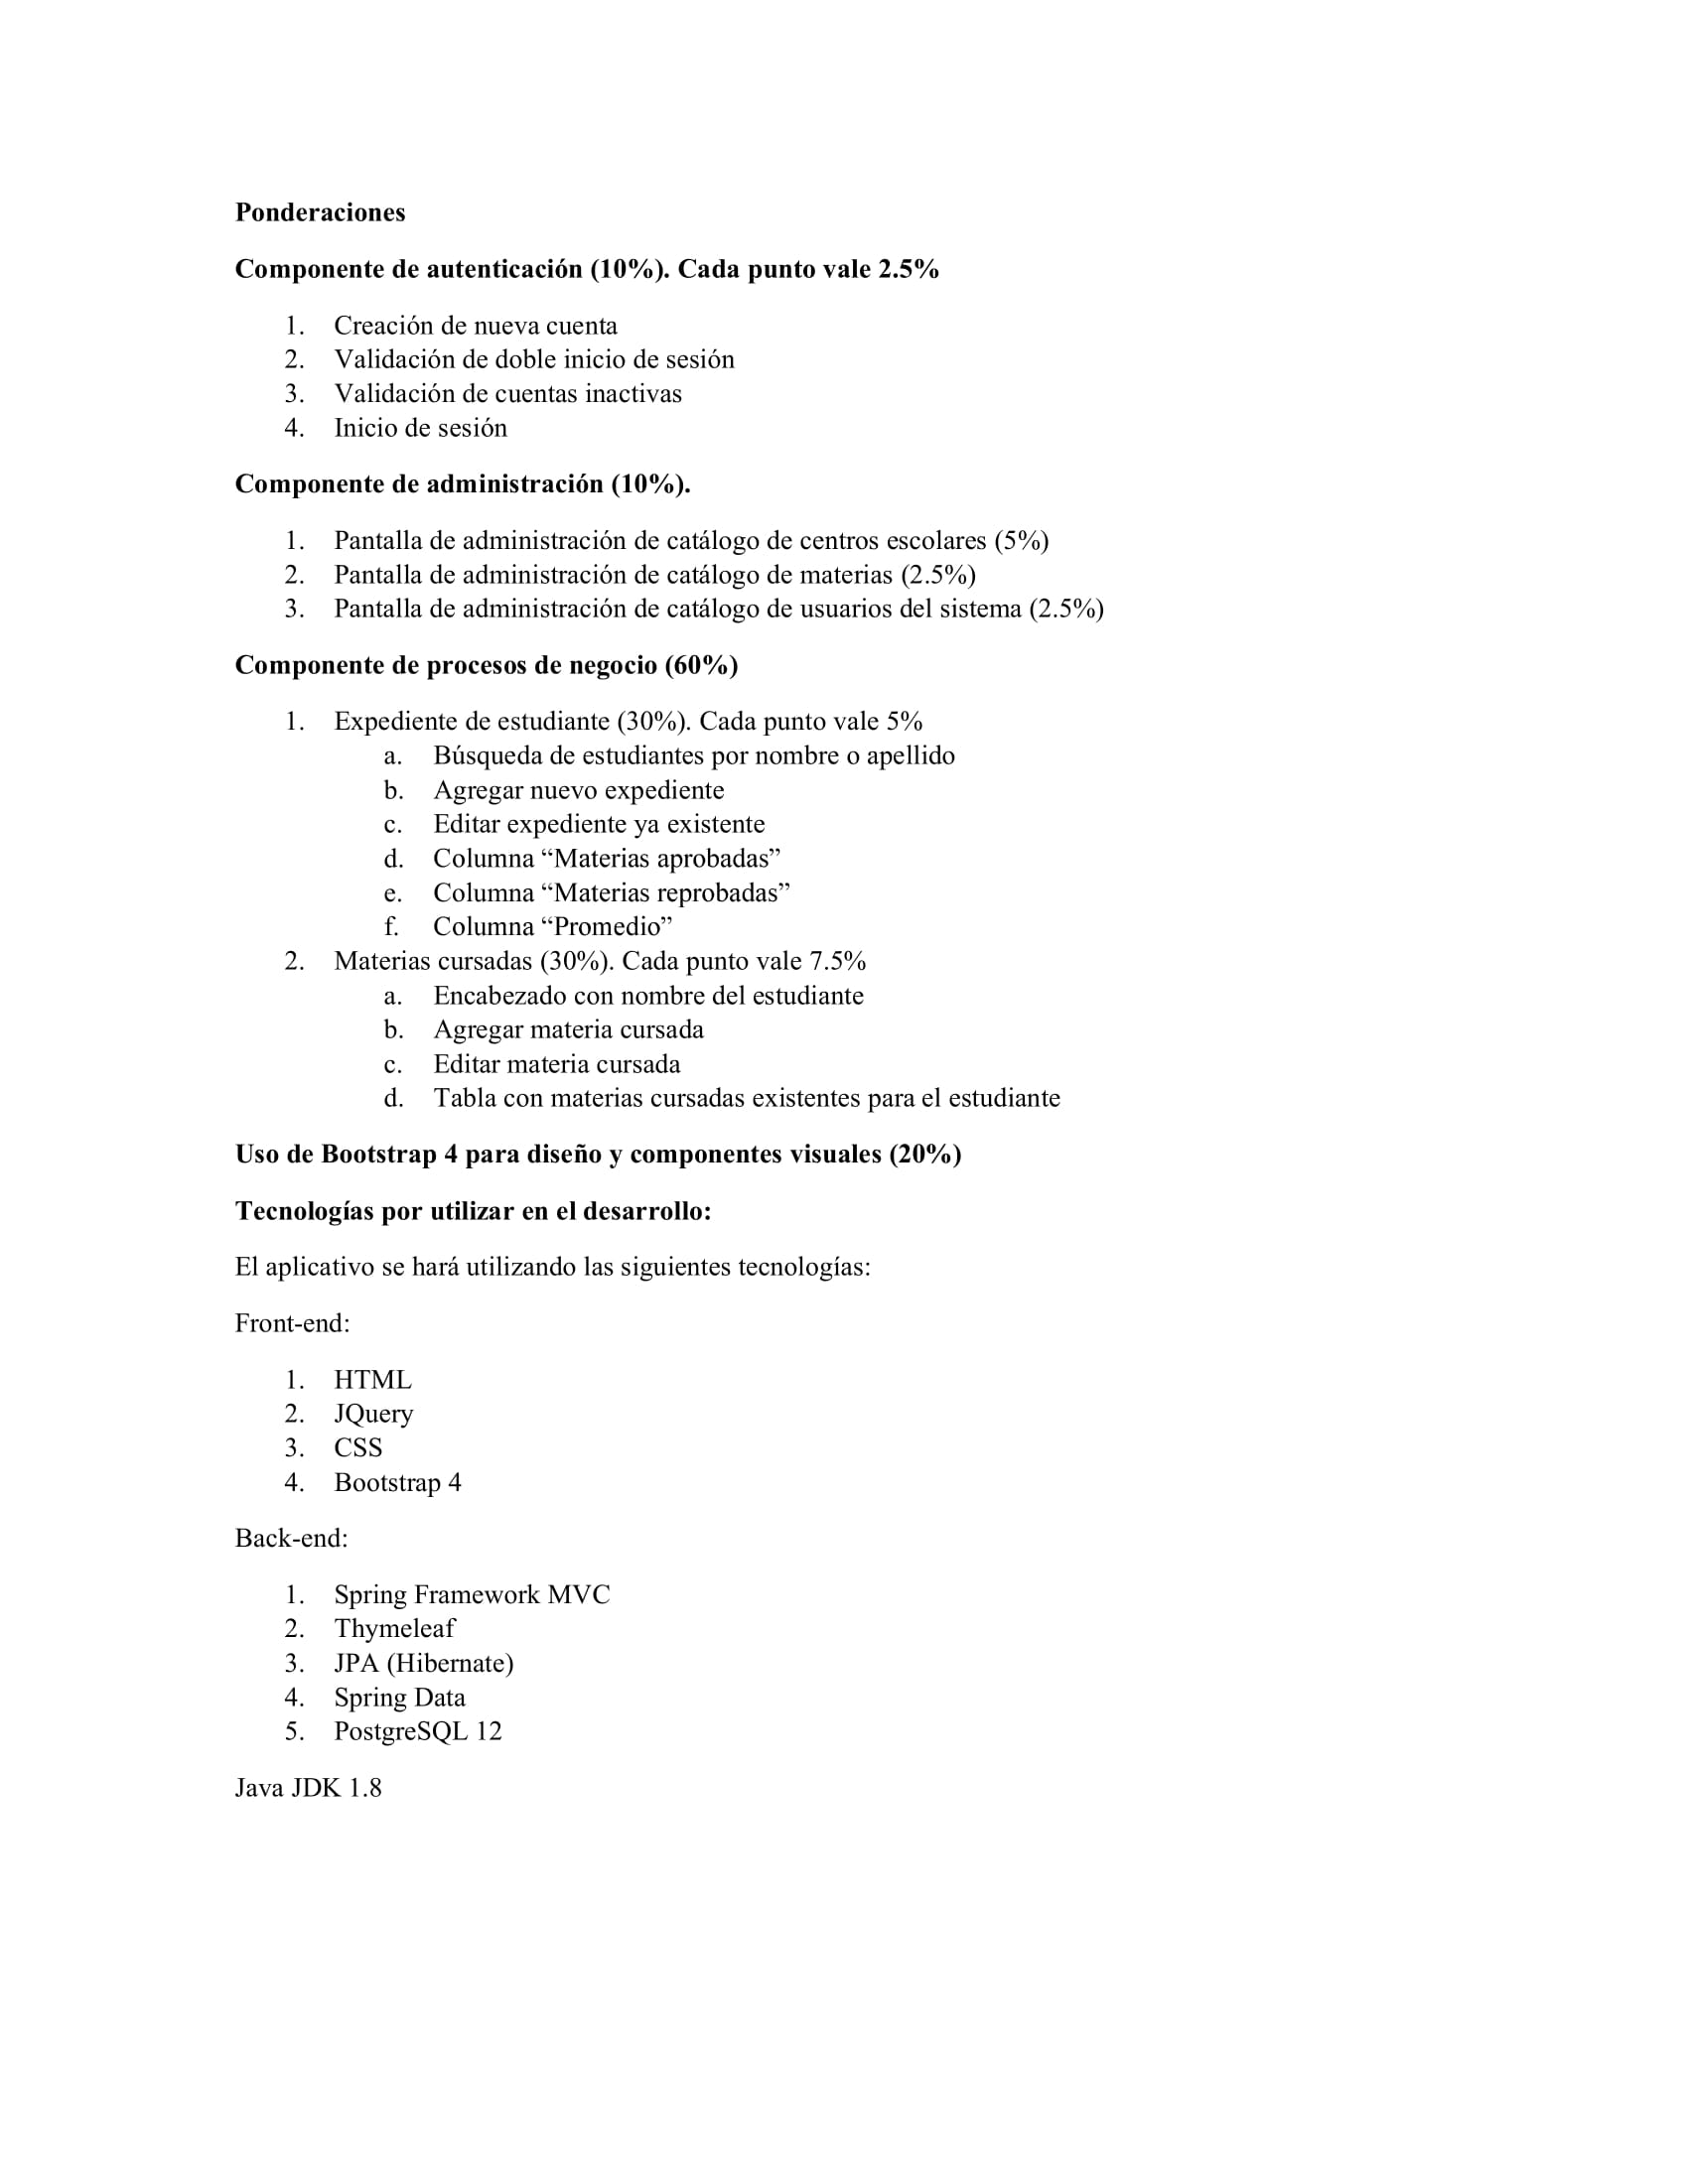 Ponderaciones
Componente de autenticación (10%). Cada punto vale 2.5%
1. Creación de nueva cuenta
2. Validación de doble inicio de sesión
3. Validación de cuentas inactivas
4. Inicio de sesión
Componente de administración (10%).
1. Pantalla de administración de catálogo de centros escolares (5%)
2. Pantalla de administración de catálogo de materias (2.5%)
3. Pantalla de administración de catálogo de usuarios del sistema (2.5%)
Componente de procesos de negocio (60%)
1. Expediente de estudiante (30%). Cada punto vale 5%
a. Búsqueda de estudiantes por nombre o apellido
b. Agregar nuevo expediente
c. Editar expediente ya existente
d. Columna “Materias aprobadas”
e. Columna “Materias reprobadas”
f. Columna “Promedio”
2. Materias cursadas (30%). Cada punto vale 7.5%
a. Encabezado con nombre del estudiante
b. Agregar materia cursada
c. Editar materia cursada
d. Tabla con materias cursadas existentes para el estudiante
Uso de Bootstrap 4 para diseño y componentes visuales (20%)
Tecnologías por utilizar en el desarrollo:
El aplicativo se hará utilizando las siguientes tecnologías:
Front-end:
1. HTML
2. JQuery
3. CSS
4. Bootstrap 4
Back-end:
1. Spring Framework MVC
2. Thymeleaf
3. JPA (Hibernate)
4. Spring Data
5. PostgreSQL 12
Java JDK 1.8